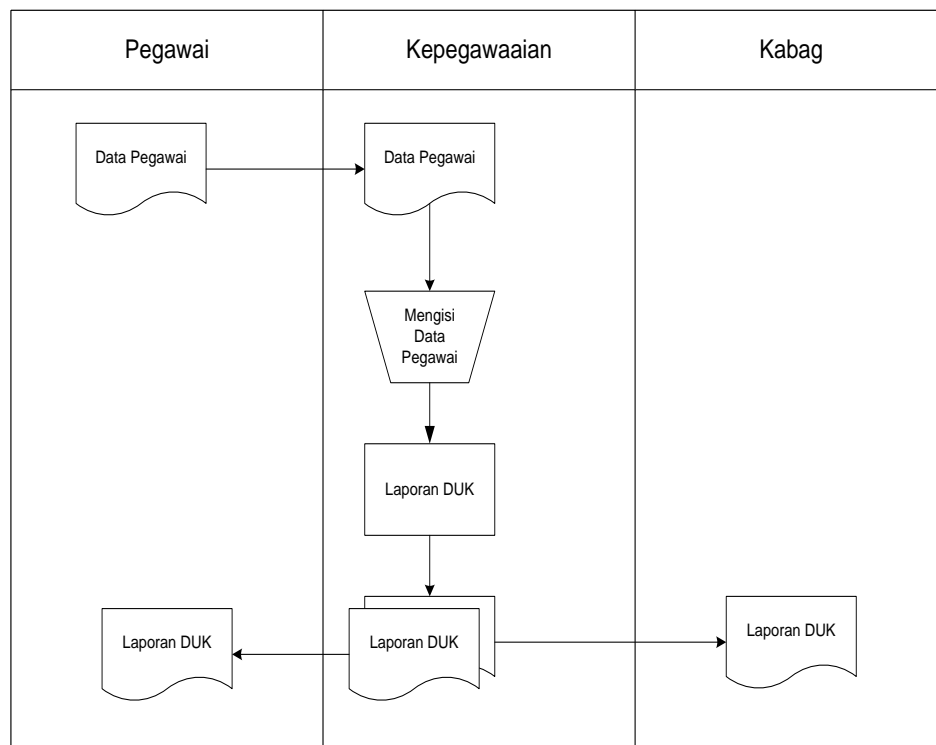 Pegawai
Kepegawaaian
Kabag
Data Pegawai
Data Pegawai
Mengisi
Data
Pegawai
Laporan DUK
Laporan DUK
Laporan DUK
Laporan DUK